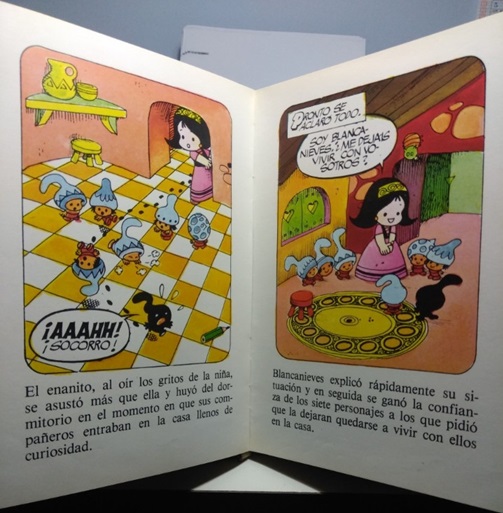 ¡AAAHH!
¡SOCORRO!
El enanito, al oír los gritos de la niña,
se asustó más que ella y huyó del dor-
mitorio en el momento en que sus com-
pañeros entraban en la casa llenos de
curiosidad.
PRONTO SE
ACLARÓ TODO.
SOY BLANCA-
NIEVES, ¿ME DEJÁIS
VIVIR CON VO-
SOTROS?
Blancanieves explicó rápidamente su si-
tuación y en seguida se ganó la confian-
za de los siete personajes a los que pidió
que la dejaran quedarse a vivir con ellos
en la casa.